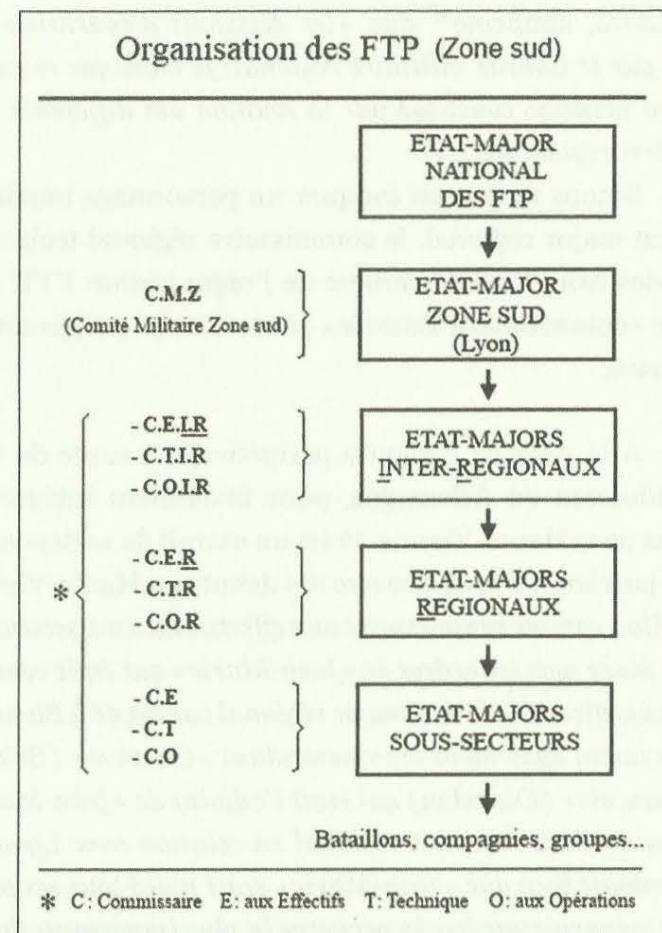 Organisation des FTP (Zone sud)
ETAT-MAJOR
NATIONAL
DES FTP
C.M.Z
(Comité Militaire Zone sud)
ETAT-MAJOR
ZONE SUD
(Lyon)
- C.E.I.R
- C.T.I.R
- C.O.I.R
ETAT-MAJORS
INTER-REGIONAUX
*
- C.E.R
- C.T.R
- C.O.R
ETAT-MAJORS
REGIONAUX
- C.E
- C.T
- C.O
ETAT-MAJORS
SOUS-SECTEURS
Bataillons, compagnies, groupes...
* C : Commissaire E : aux Effectifs T : Technique O : aux Opérations